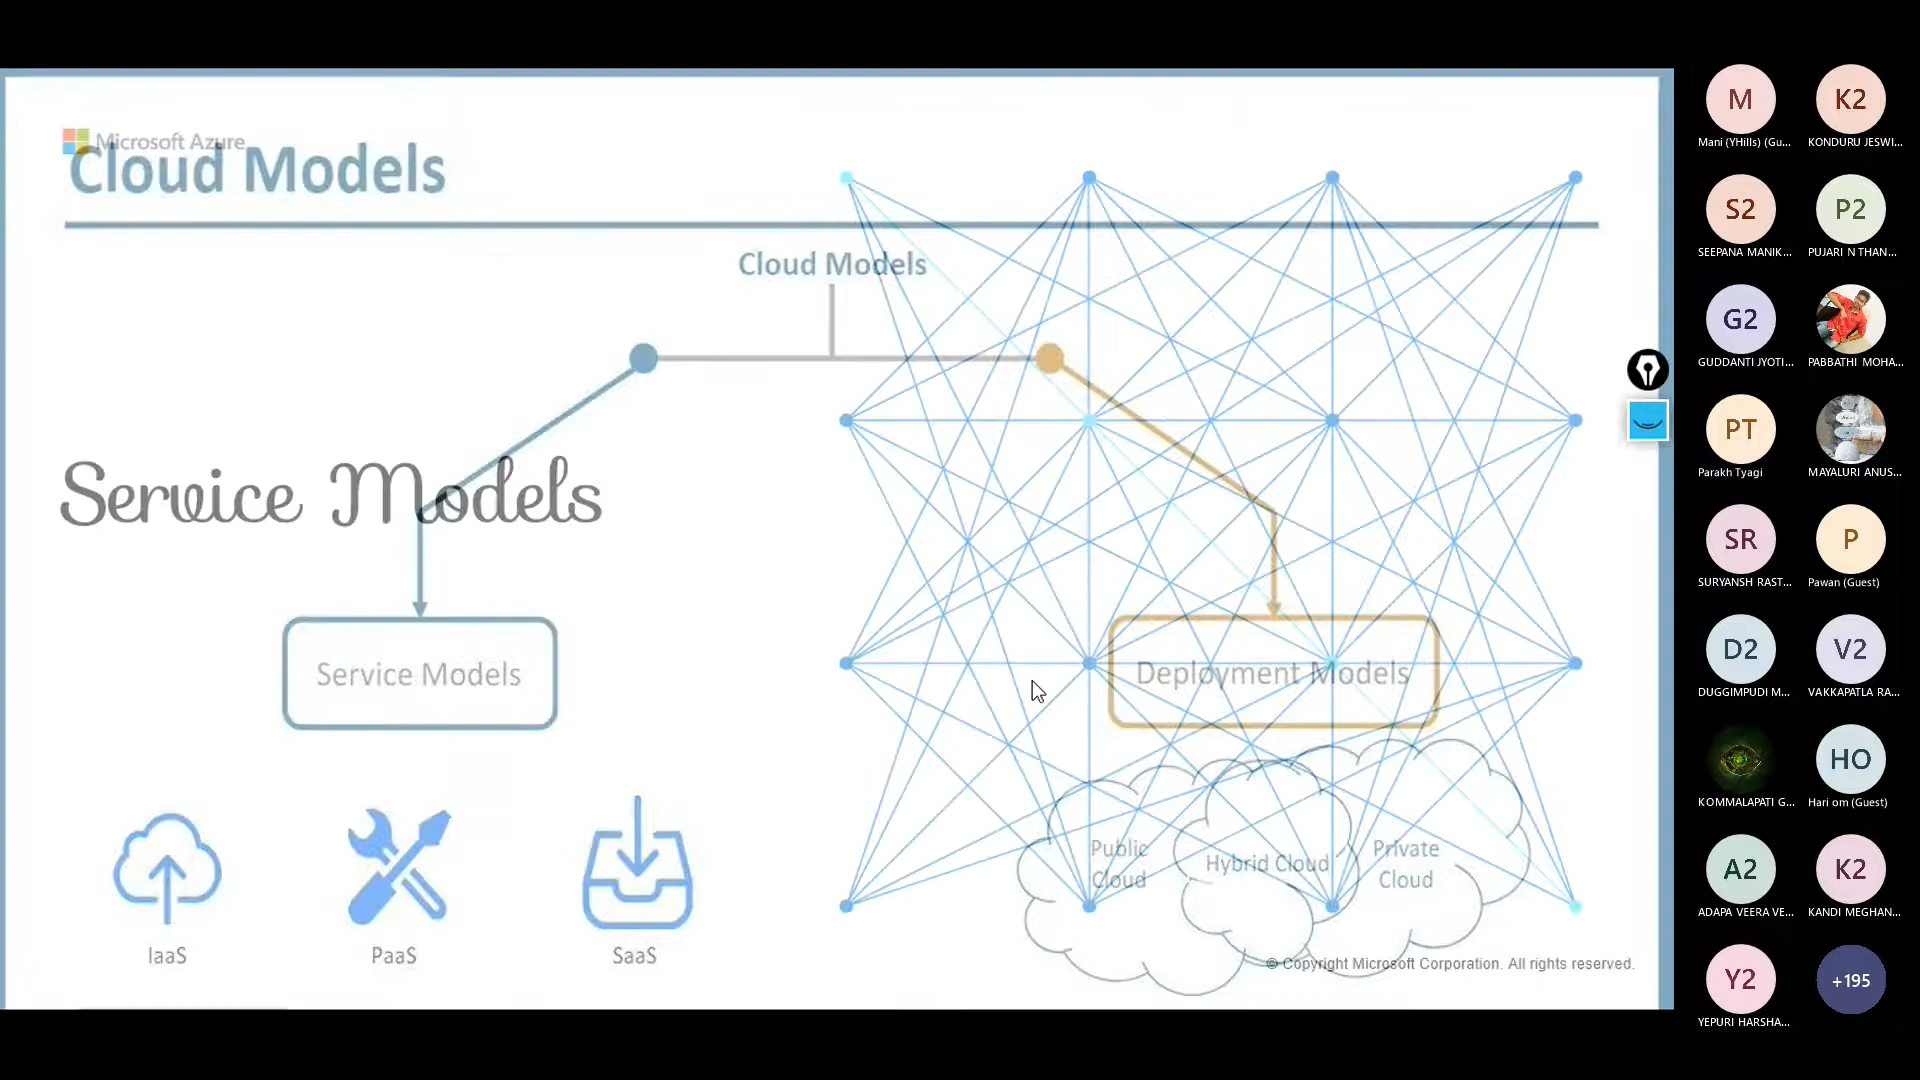 Microsoft Azure
Cloud Models
Cloud Models
Service Models
Service Models
Deployment Models
Public
Cloud
Hybrid Cloud
Private
Cloud
IaaS
PaaS
SaaS
© Copyright Microsoft Corporation. All rights reserved.
M
K2
Mani (YHills) (Gu...
KONDURU JESWI...
S2
P2
SEEPANA MANIK...
PUJARI N THAN...
G2
GUDDANTI JYOTI...
PABBATHI MOHA...
PT
Parakh Tyagi
MAYALURI ANUS...
SR
P
SURYANSH RAST...
Pawan (Guest)
D2
V2
DUGGIMPUDI M...
VAKKAPATLA RA...
HO
KOMMALAPATI G...
Hari om (Guest)
A2
K2
ADAPA VEERA VE...
KANDI MEGHAN...
Y2
+195
YEPURI HARSHA...